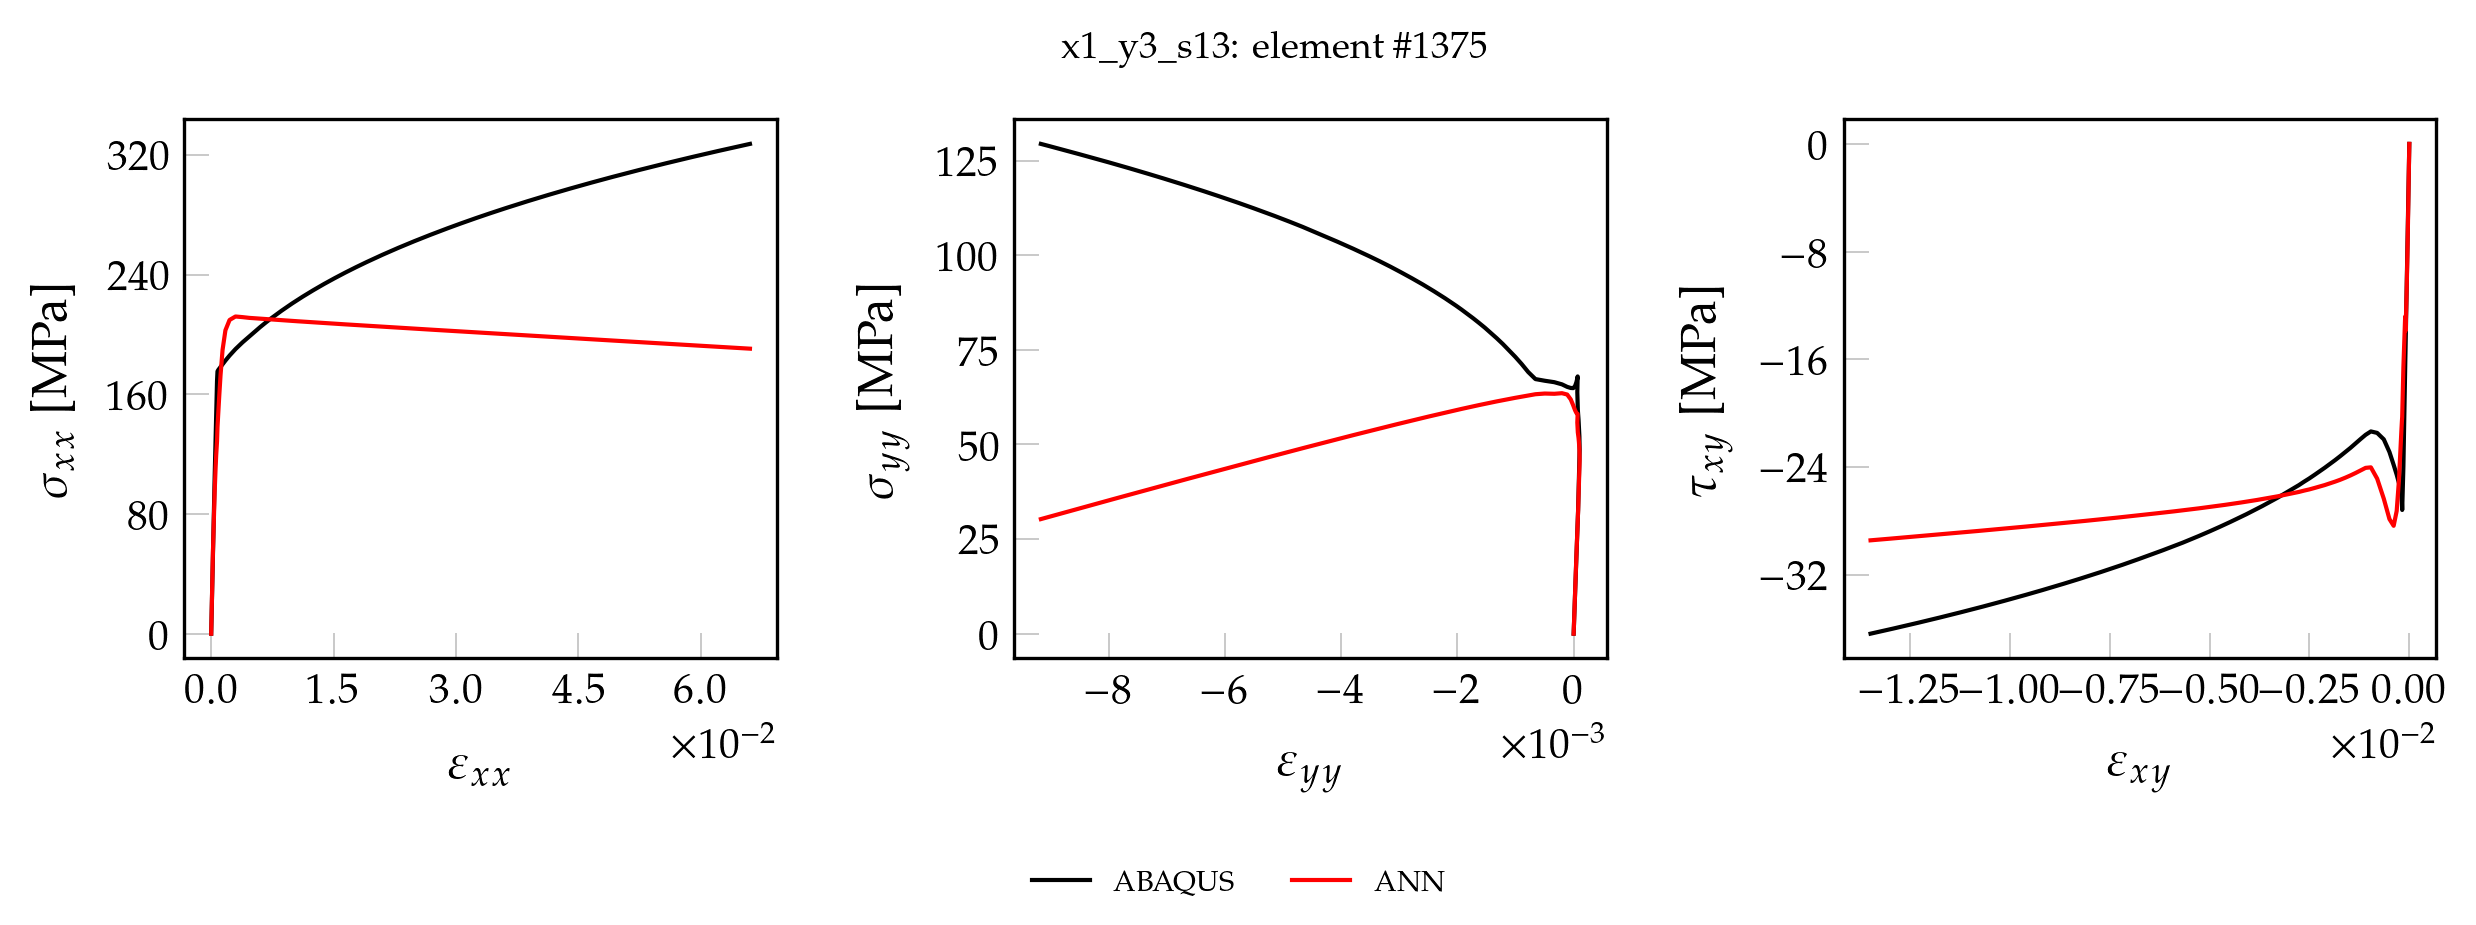 x1_y3_s13: element #1375
σxx [MPa]
320
240
160
80
0
0.0 1.5 3.0 4.5 6.0
×10⁻²
εxx
σyy [MPa]
125
100
75
50
25
0
−8 −6 −4 −2 0
×10⁻³
εyy
τxy [MPa]
0
−8
−16
−24
−32
−1.25 −1.00 −0.75 −0.50 −0.25 0.00
×10⁻²
εxy
ABAQUS ANN